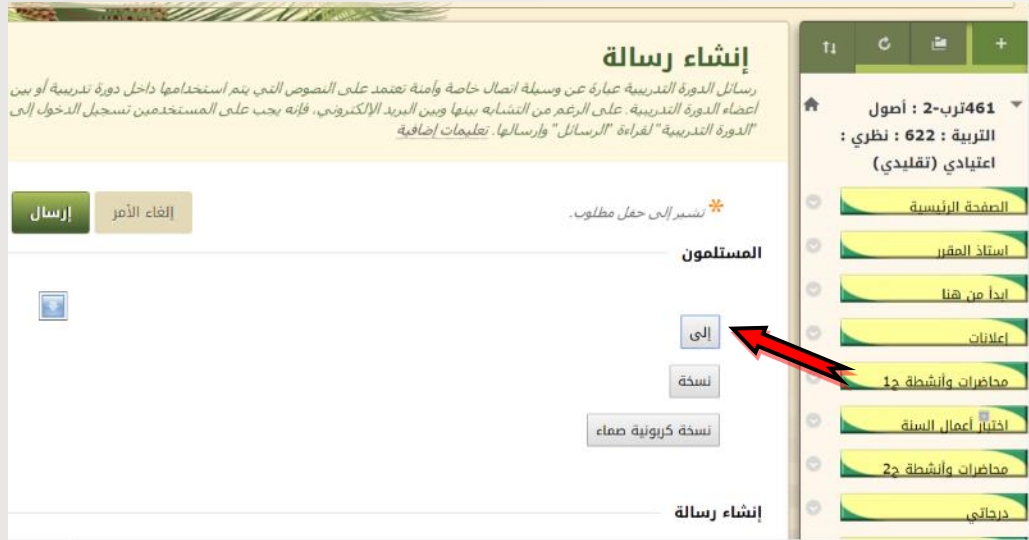 إنشاء رسالة
رسائل الدورة التدريبية عبارة عن وسيلة اتصال خاصة وآمنة تعتمد على النصوص التي يتم استخدامها داخل دورة تدريبية أو بين
أعضاء الدورة التدريبية. على الرغم من التشابه بينها وبين البريد الإلكتروني، فإنه يجب على المستخدمين تسجيل الدخول إلى
"الدورة التدريبية" لقراءة "الرسائل" وإرسالها. تعليمات إضافية
* تشير إلى حقل مطلوب.
إلغاء الأمر
إرسال
المستلمون
إلى
نسخة
نسخة كربونية صماء
إنشاء رسالة
461ترب-2 : أصول
التربية : 622 : نظري :
اعتيادي (تقليدي)
الصفحة الرئيسية
استاذ المقرر
ابدأ من هنا
إعلانات
محاضرات وأنشطة ج1
اختبار أعمال السنة
محاضرات وأنشطة ج2
درجاتي